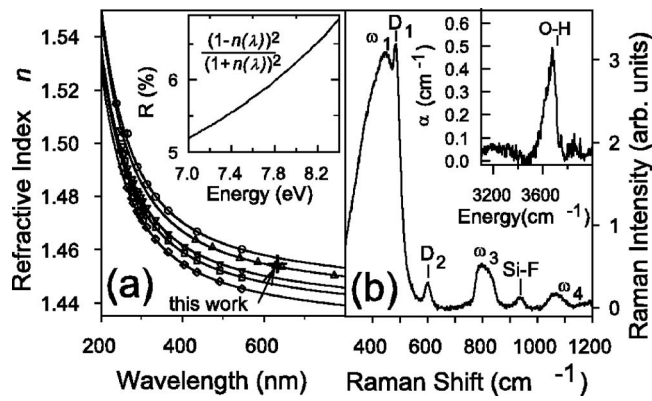 1.54
1.52
1.50
1.48
1.46
1.44
Refractive Index n
200
400
600
Wavelength (nm)
(a)
this work
R (%)
6
5
7.0
7.4
7.8
8.2
Energy (eV)
(1-n(λ))²
(1+n(λ))²
(b)
ω1
D1
D2
ω3
Si-F
ω4
400
600
800
1000
1200
Raman Shift (cm⁻¹)
0
1
2
3
Raman Intensity (arb. units)
α (cm⁻¹)
0.6
0.5
0.4
0.3
0.2
0.1
0.0
O-H
3200
3600
Energy(cm⁻¹)